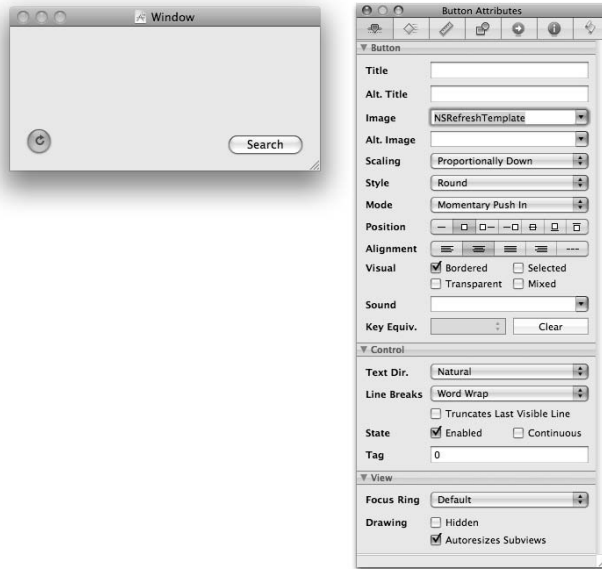 Window
Search
Button Attributes
Button
Title
Alt. Title
Image NSRefreshTemplate
Alt. Image
Scaling Proportionally Down
Style Round
Mode Momentary Push In
Position
Alignment
Visual Bordered Selected
Transparent Mixed
Sound
Key Equiv. Clear
Control
Text Dir. Natural
Line Breaks Word Wrap
Truncates Last Visible Line
State Enabled Continuous
Tag 0
View
Focus Ring Default
Drawing Hidden
Autoresizes Subviews